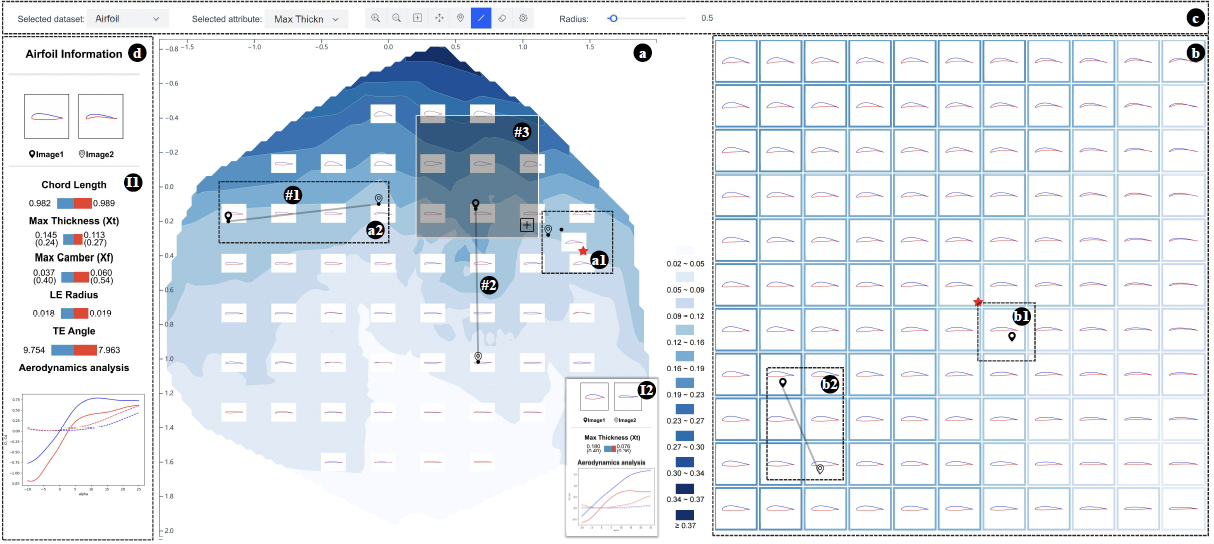 Selected dataset: Airfoil Selected attribute: Max Thickn Radius: 0.5 c
Airfoil Information d
Image1 Image2
I1
Chord Length
0.982 0.989
Max Thickness (Xt)
0.145 0.113
(0.24) (0.27)
Max Camber (Xf)
0.037 0.060
(0.40) (0.54)
LE Radius
0.018 0.019
TE Angle
9.754 7.963
Aerodynamics analysis
alpha
a
−1.5 −1.0 −0.5 0.0 0.5 1.0 1.5
−0.8
−0.6
−0.4
−0.2
0.0
0.2
0.4
0.6
0.8
1.0
1.2
1.4
1.6
1.8
2.0
#1
a2
#3
a1
#2
I2
Image1 Image2
Max Thickness (Xt)
0.180 0.076
Aerodynamics analysis
0.02 ~ 0.05
0.05 ~ 0.09
0.09 ~ 0.12
0.12 ~ 0.16
0.16 ~ 0.19
0.19 ~ 0.23
0.23 ~ 0.27
0.27 ~ 0.30
0.30 ~ 0.34
0.34 ~ 0.37
≥ 0.37
b
b1
b2